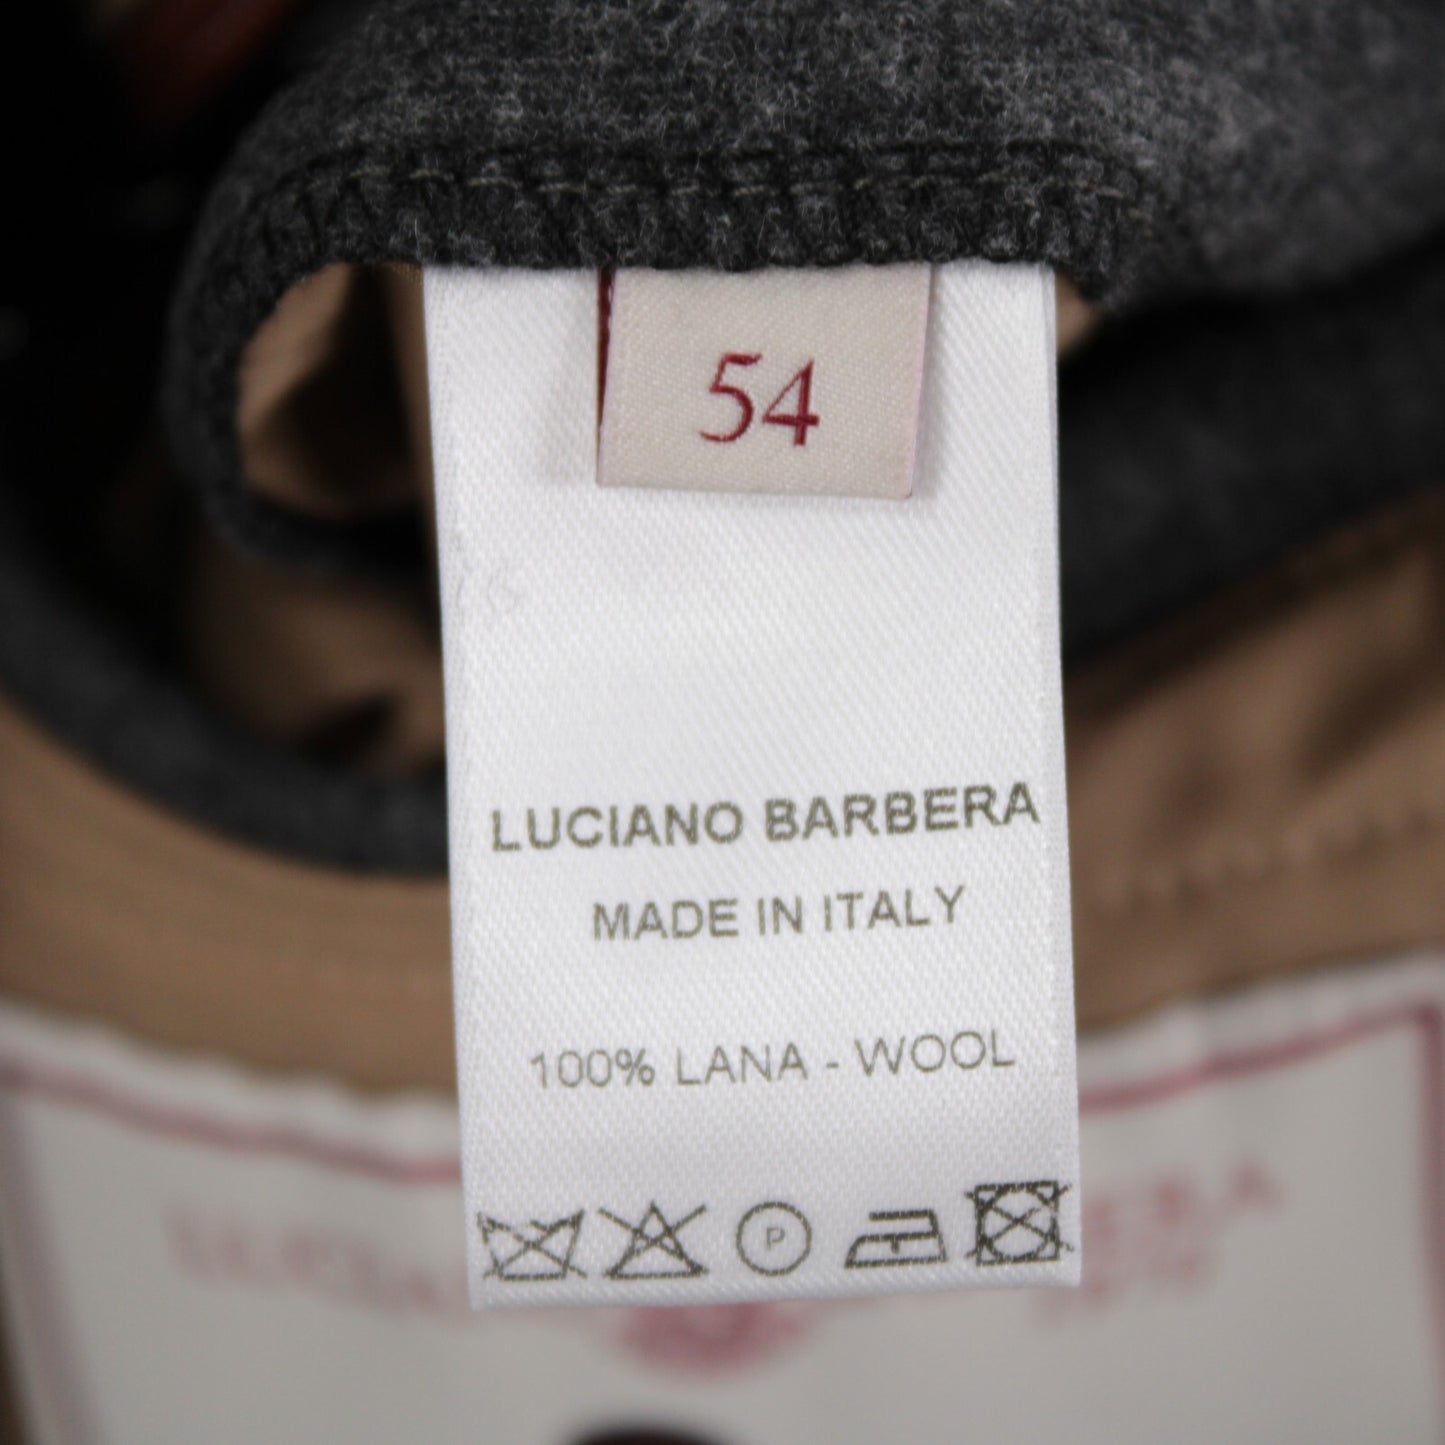 54
LUCIANO BARBERA
MADE IN ITALY
100% LANA - WOOL
P